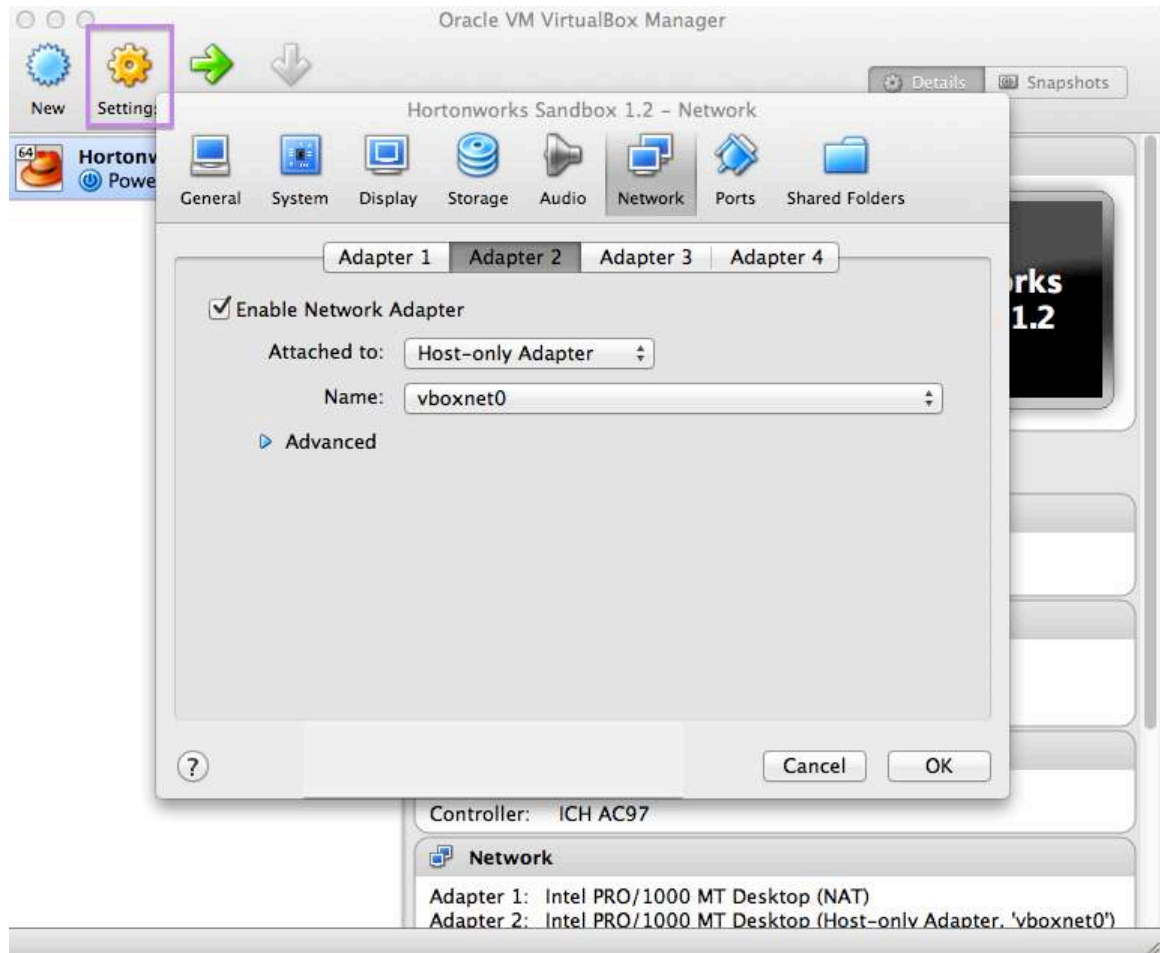 Oracle VM VirtualBox Manager
New
Setting
Details
Snapshots
Hortonworks Sandbox 1.2 – Network
64
Hortonw
Powe
General System Display Storage Audio Network Ports Shared Folders
Adapter 1 Adapter 2 Adapter 3 Adapter 4
Enable Network Adapter
Attached to: Host-only Adapter
Name: vboxnet0
Advanced
rks
1.2
?
Cancel OK
Controller: ICH AC97
Network
Adapter 1: Intel PRO/1000 MT Desktop (NAT)
Adapter 2: Intel PRO/1000 MT Desktop (Host-only Adapter, 'vboxnet0')